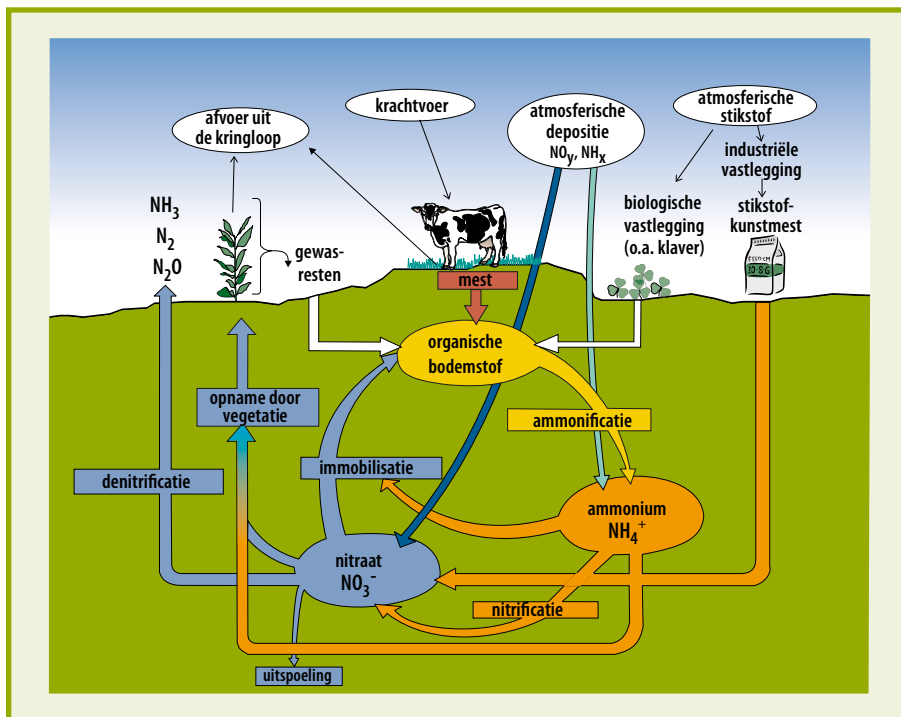 afvoer uit
de kringloop
krachtvoer
atmosferische
depositie
NOy, NHx
atmosferische
stikstof
industriële
vastlegging
stikstof-
kunstmest
biologische
vastlegging
(o.a. klaver)
NH3
N2
N2O
gewas-
resten
mest
organische
bodemstof
opname door
vegetatie
ammonificatie
denitrificatie
immobilisatie
ammonium
NH4+
nitraat
NO3-
nitrificatie
uitspoeling